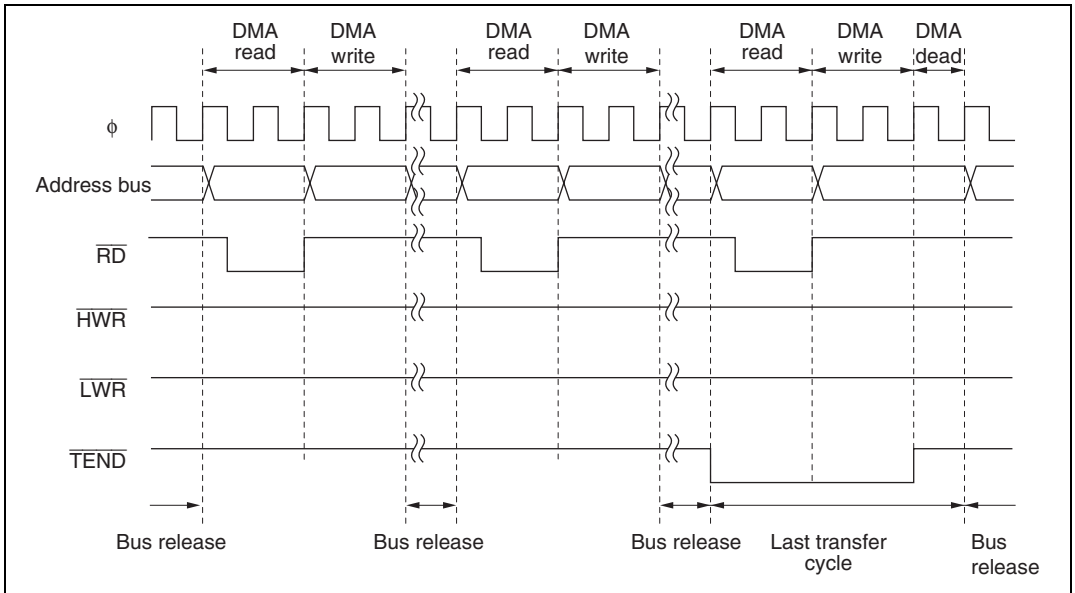 DMA read
DMA write
DMA read
DMA write
DMA read
DMA write
DMA dead
φ
Address bus
RD
HWR
LWR
TEND
Bus release
Bus release
Bus release
Last transfer cycle
Bus release